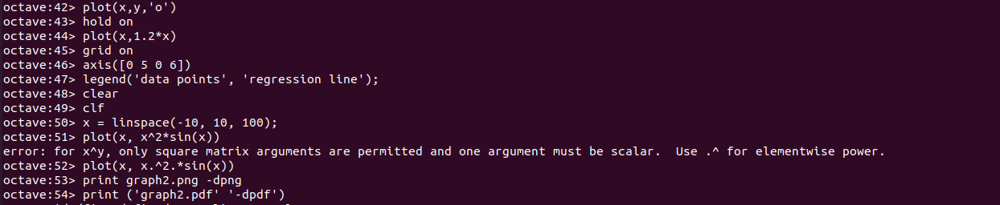 octave:42> plot(x,y,'o')
octave:43> hold on
octave:44> plot(x,1.2*x)
octave:45> grid on
octave:46> axis([0 5 0 6])
octave:47> legend('data points', 'regression line');
octave:48> clear
octave:49> clf
octave:50> x = linspace(-10, 10, 100);
octave:51> plot(x, x^2*sin(x))
error: for x^y, only square matrix arguments are permitted and one argument must be scalar.  Use .^ for elementwise power.
octave:52> plot(x, x.^2.*sin(x))
octave:53> print graph2.png -dpng
octave:54> print ('graph2.pdf' '-dpdf')